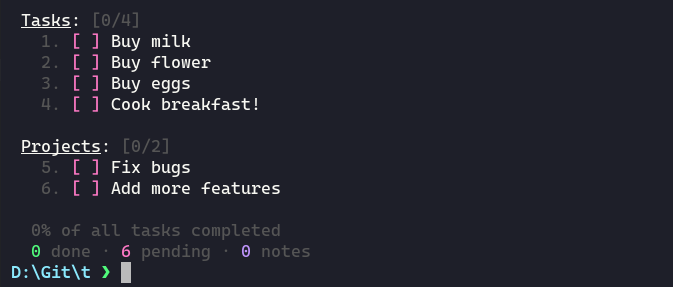 Tasks: [0/4]
1. [ ] Buy milk
2. [ ] Buy flower
3. [ ] Buy eggs
4. [ ] Cook breakfast!
Projects: [0/2]
5. [ ] Fix bugs
6. [ ] Add more features
0% of all tasks completed
0 done · 6 pending · 0 notes
D:\Git\t ❯